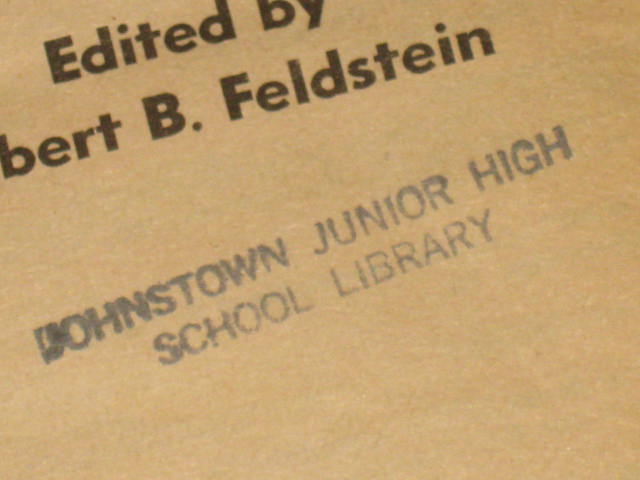 Edited by
bert B. Feldstein
JOHNSTOWN JUNIOR HIGH
SCHOOL LIBRARY